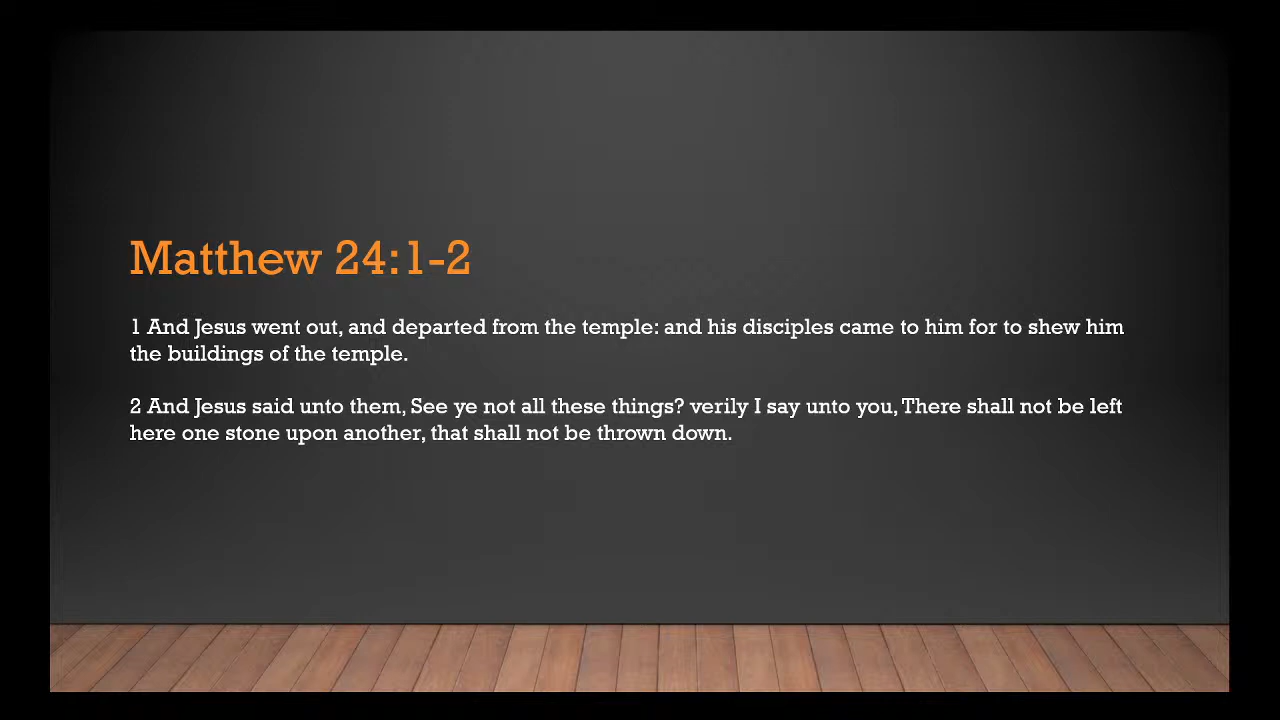 Matthew 24:1-2
1 And Jesus went out, and departed from the temple: and his disciples came to him for to shew him
the buildings of the temple.
2 And Jesus said unto them, See ye not all these things? verily I say unto you, There shall not be left
here one stone upon another, that shall not be thrown down.